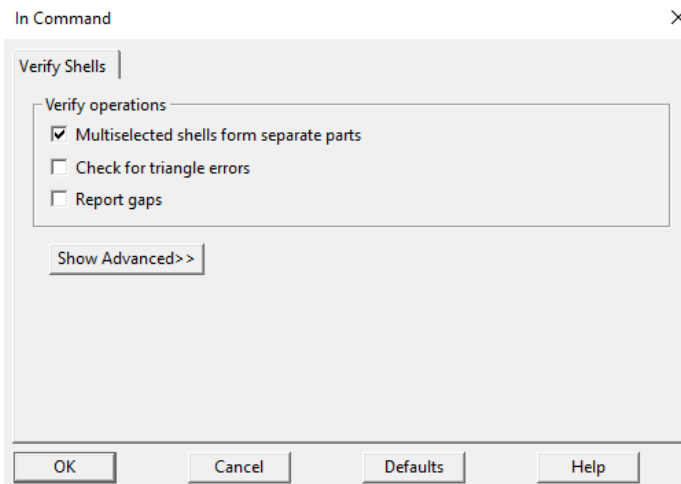 In Command
Verify Shells
Verify operations
Multiselected shells form separate parts
Check for triangle errors
Report gaps
Show Advanced>>
OK Cancel Defaults Help